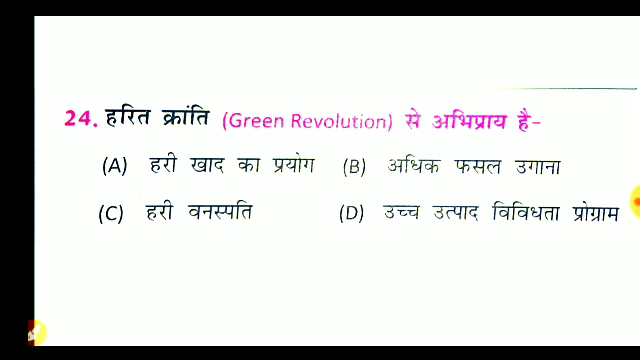 24. हरित क्रांति (Green Revolution) से अभिप्राय है-
(A) हरी खाद का प्रयोग (B) अधिक फसल उगाना
(C) हरी वनस्पति (D) उच्च उत्पाद विविधता प्रोग्राम